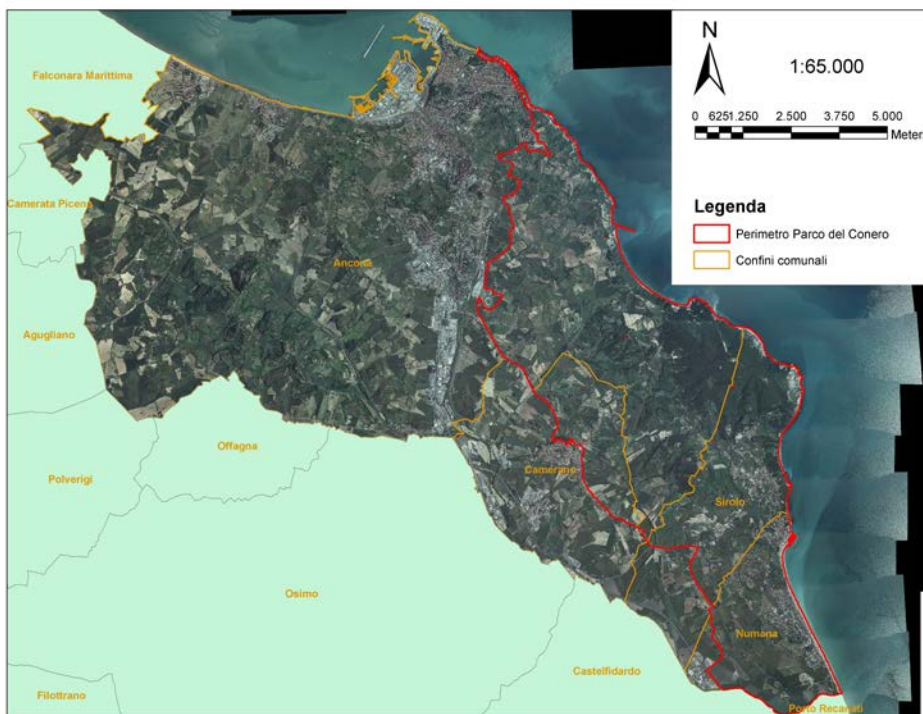 N
1:65.000
0 6251.250 2.500 3.750 5.000
Meter
Legenda
Perimetro Parco del Conero
Confini comunali
Falconara Marittima
Camerata Picena
Ancona
Agugliano
Offagna
Polverigi
Camerano
Sirolo
Osimo
Numana
Castelfidardo
Filottrano
Porto Recanati